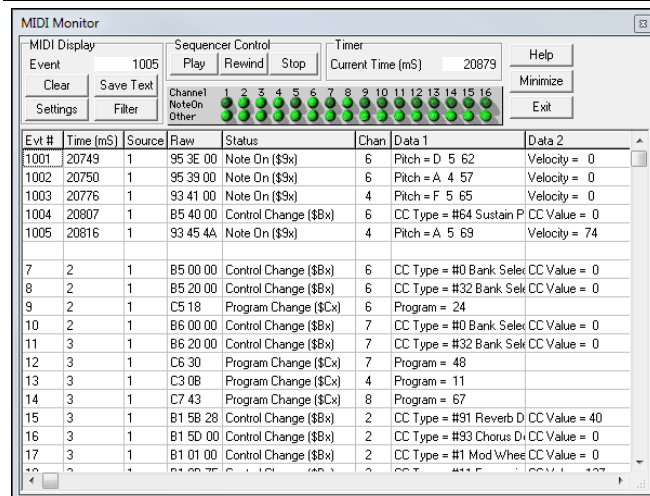 MIDI Monitor
MIDI Display
Event 1005
Clear Save Text
Settings Filter
Sequencer Control
Play Rewind Stop
Timer
Current Time (mS) 20879
Help
Minimize
Exit
Channel 1 2 3 4 5 6 7 8 9 10 11 12 13 14 15 16
NoteOn
Other
Evt # Time (mS) Source Raw Status Chan Data 1 Data 2
1001 20749 1 95 3E 00 Note On ($9x) 6 Pitch = D 5 62 Velocity = 0
1002 20750 1 95 39 00 Note On ($9x) 6 Pitch = A 4 57 Velocity = 0
1003 20776 1 93 41 00 Note On ($9x) 4 Pitch = F 5 65 Velocity = 0
1004 20807 1 B5 40 00 Control Change ($Bx) 6 CC Type = #64 Sustain P CC Value = 0
1005 20816 1 93 45 4A Note On ($9x) 4 Pitch = A 5 69 Velocity = 74
7 2 1 B5 00 00 Control Change ($Bx) 6 CC Type = #0 Bank Selec CC Value = 0
8 2 1 B5 20 00 Control Change ($Bx) 6 CC Type = #32 Bank Sele CC Value = 0
9 2 1 C5 18 Program Change ($Cx) 6 Program = 24
10 2 1 B6 00 00 Control Change ($Bx) 7 CC Type = #0 Bank Selec CC Value = 0
11 3 1 B6 20 00 Control Change ($Bx) 7 CC Type = #32 Bank Sele CC Value = 0
12 3 1 C6 30 Program Change ($Cx) 7 Program = 48
13 3 1 C3 0B Program Change ($Cx) 4 Program = 11
14 3 1 C7 43 Program Change ($Cx) 8 Program = 67
15 3 1 B1 5B 28 Control Change ($Bx) 2 CC Type = #91 Reverb D CC Value = 40
16 3 1 B1 5D 00 Control Change ($Bx) 2 CC Type = #93 Chorus De CC Value = 0
17 3 1 B1 01 00 Control Change ($Bx) 2 CC Type = #1 Mod Whee CC Value = 0